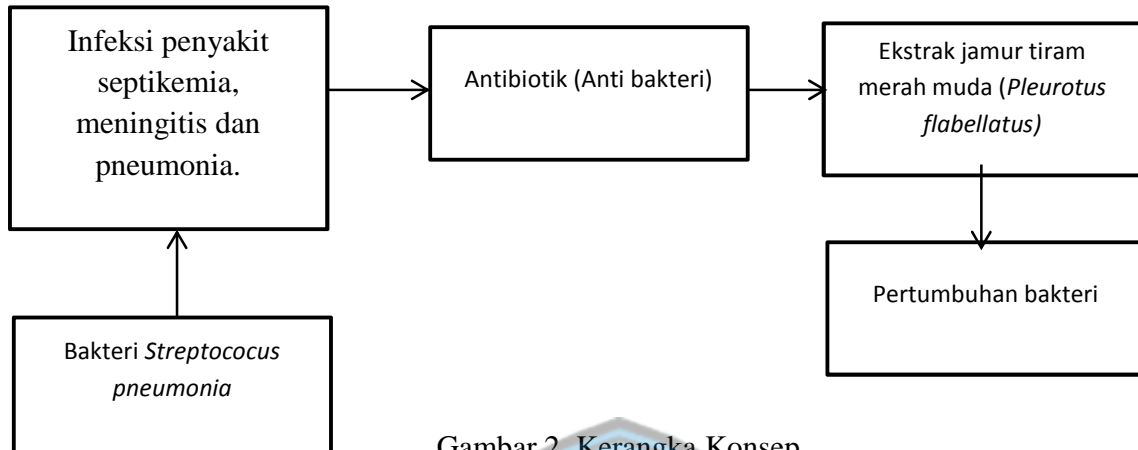 Infeksi penyakit
septikemia,
meningitis dan
pneumonia.
Antibiotik (Anti bakteri)
Ekstrak jamur tiram
merah muda (Pleurotus
flabellatus)
Pertumbuhan bakteri
Bakteri Streptococus
pneumonia
Gambar 2. Kerangka Konsep